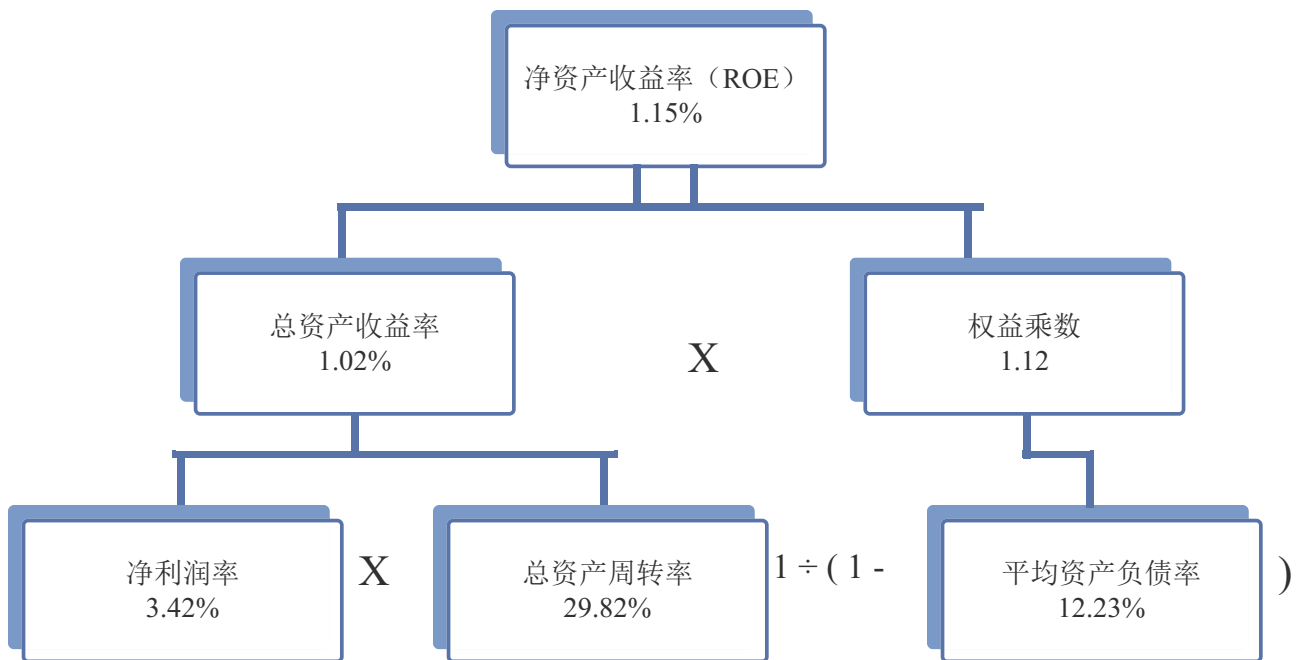 净资产收益率（ROE）
1.15%
总资产收益率
1.02%
X
权益乘数
1.12
净利润率
3.42%
X
总资产周转率
29.82%
1 ÷ ( 1 -
平均资产负债率
12.23%
)